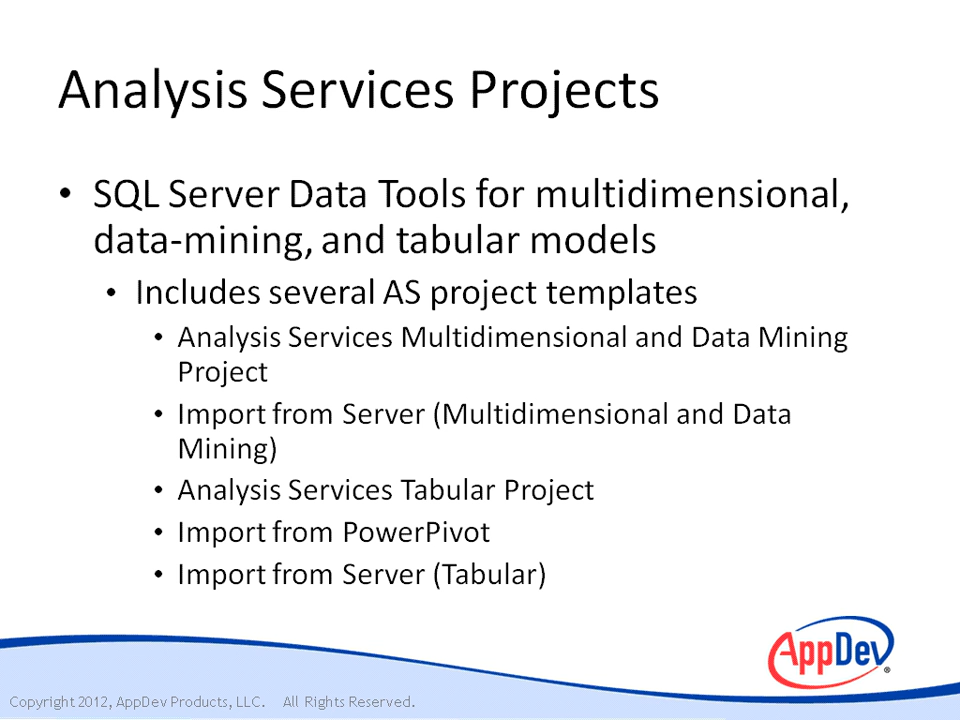 Analysis Services Projects
• SQL Server Data Tools for multidimensional,
data-mining, and tabular models
• Includes several AS project templates
• Analysis Services Multidimensional and Data Mining
Project
• Import from Server (Multidimensional and Data
Mining)
• Analysis Services Tabular Project
• Import from PowerPivot
• Import from Server (Tabular)
AppDev®
Copyright 2012, AppDev Products, LLC. All Rights Reserved.